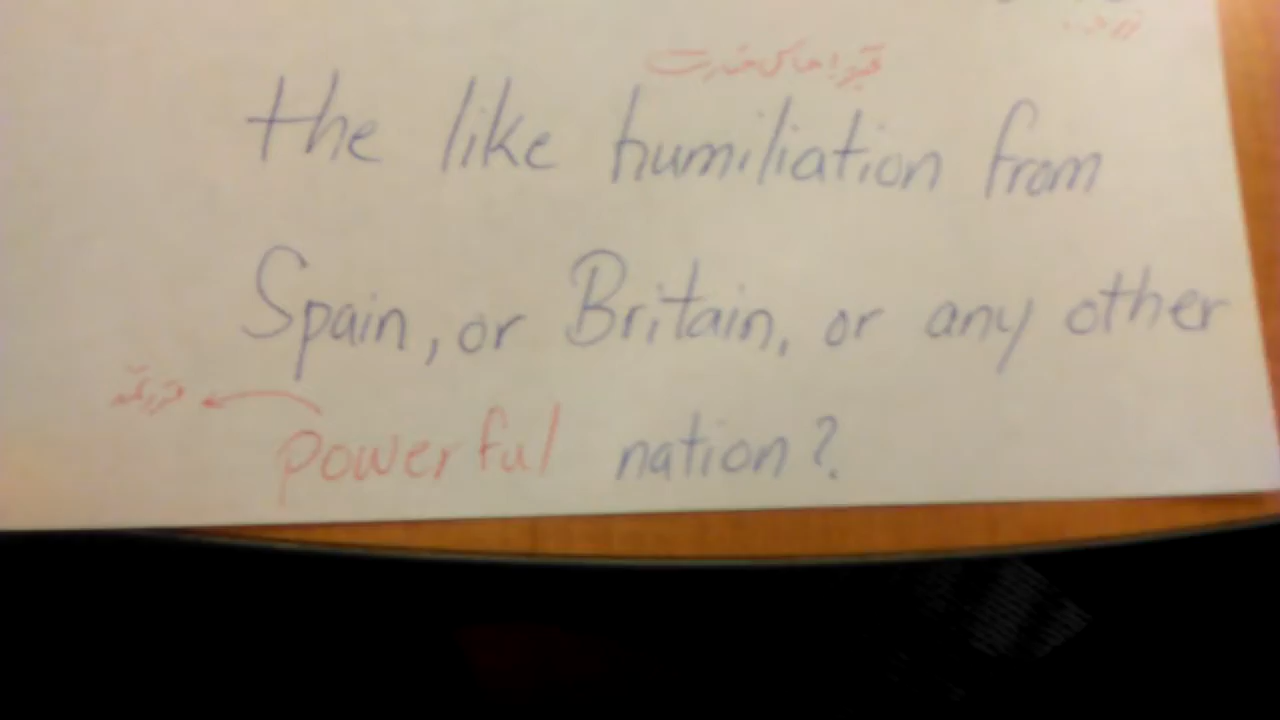 the like humiliation from
Spain, or Britain, or any other
powerful nation?